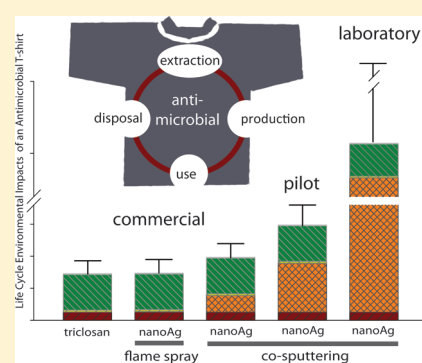 laboratory
extraction
anti-
microbial
disposal
production
use
pilot
commercial
Life Cycle Environmental Impacts of an Antimicrobial T-shirt
triclosan nanoAg nanoAg nanoAg nanoAg
flame spray co-sputtering